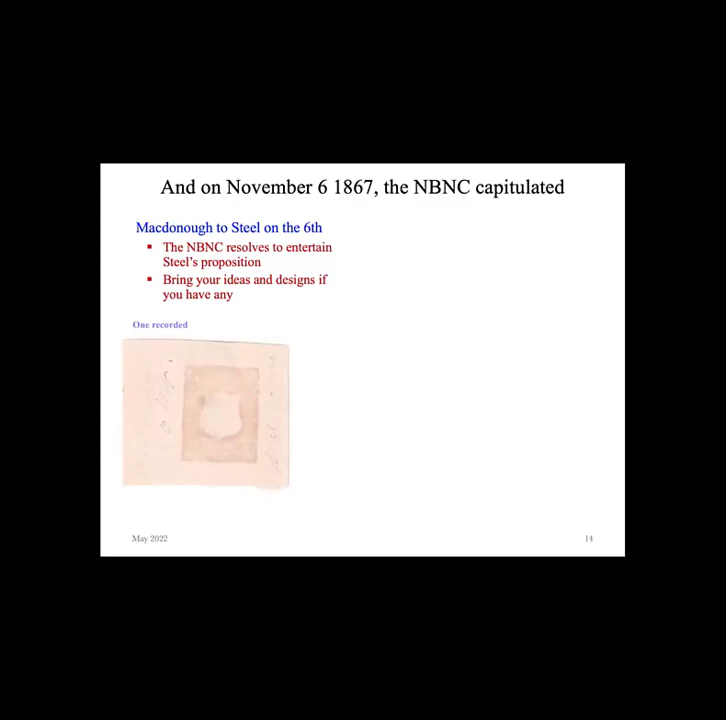 And on November 6 1867, the NBNC capitulated
Macdonough to Steel on the 6th
▪ The NBNC resolves to entertain
Steel's proposition
▪ Bring your ideas and designs if
you have any
One recorded
May 2022
14